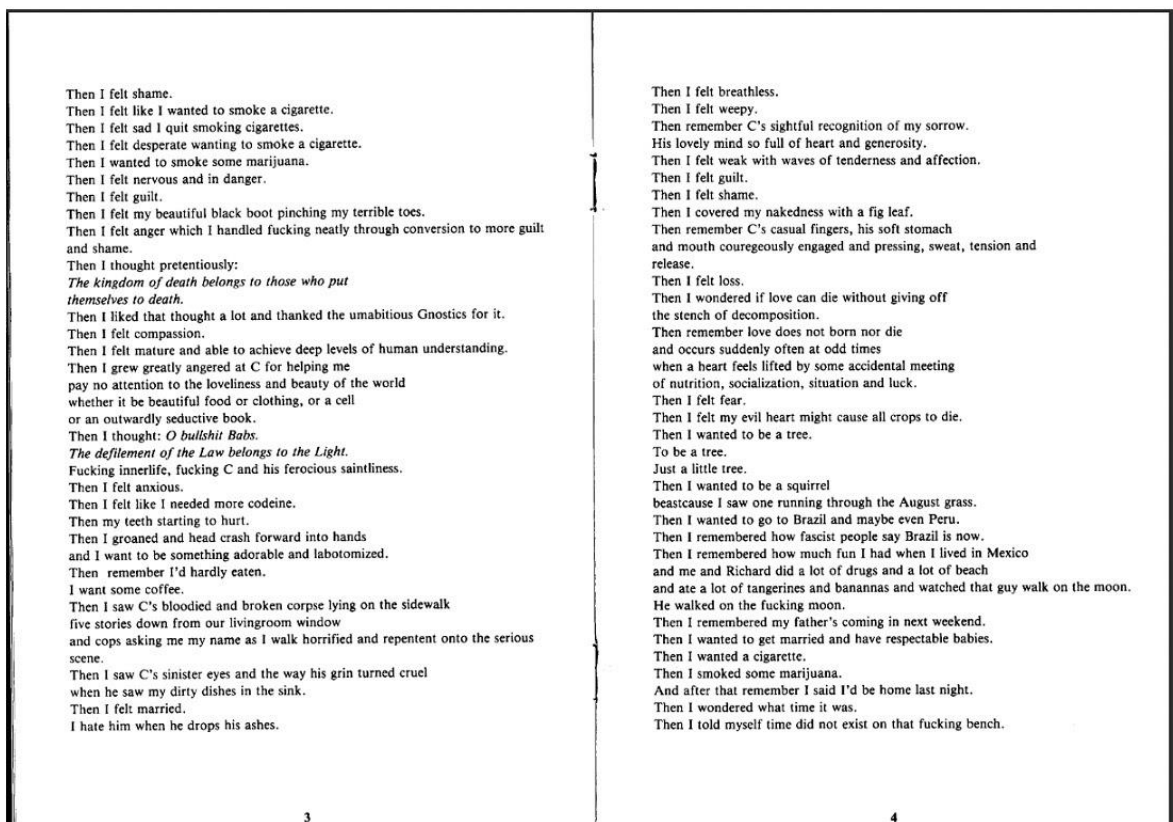 Then I felt shame.
Then I felt like I wanted to smoke a cigarette.
Then I felt sad I quit smoking cigarettes.
Then I felt desperate wanting to smoke a cigarette.
Then I wanted to smoke some marijuana.
Then I felt nervous and in danger.
Then I felt guilt.
Then I felt my beautiful black boot pinching my terrible toes.
Then I felt anger which I handled fucking neatly through conversion to more guilt
and shame.
Then I thought pretentiously:
The kingdom of death belongs to those who put
themselves to death.
Then I liked that thought a lot and thanked the umabitious Gnostics for it.
Then I felt compassion.
Then I felt mature and able to achieve deep levels of human understanding.
Then I grew greatly angered at C for helping me
pay no attention to the loveliness and beauty of the world
whether it be beautiful food or clothing, or a cell
or an outwardly seductive book.
Then I thought: O bullshit Babs.
The defilement of the Law belongs to the Light.
Fucking innerlife, fucking C and his ferocious saintliness.
Then I felt anxious.
Then I felt like I needed more codeine.
Then my teeth starting to hurt.
Then I groaned and head crash forward into hands
and I want to be something adorable and labotomized.
Then remember I'd hardly eaten.
I want some coffee.
Then I saw C's bloodied and broken corpse lying on the sidewalk
five stories down from our livingroom window
and cops asking me my name as I walk horrified and repentent onto the serious
scene.
Then I saw C's sinister eyes and the way his grin turned cruel
when he saw my dirty dishes in the sink.
Then I felt married.
I hate him when he drops his ashes.
3
Then I felt breathless.
Then I felt weepy.
Then remember C's sightful recognition of my sorrow.
His lovely mind so full of heart and generosity.
Then I felt weak with waves of tenderness and affection.
Then I felt guilt.
Then I felt shame.
Then I covered my nakedness with a fig leaf.
Then remember C's casual fingers, his soft stomach
and mouth couregeously engaged and pressing, sweat, tension and
release.
Then I felt loss.
Then I wondered if love can die without giving off
the stench of decomposition.
Then remember love does not born nor die
and occurs suddenly often at odd times
when a heart feels lifted by some accidental meeting
of nutrition, socialization, situation and luck.
Then I felt fear.
Then I felt my evil heart might cause all crops to die.
Then I wanted to be a tree.
To be a tree.
Just a little tree.
Then I wanted to be a squirrel
beastcause I saw one running through the August grass.
Then I wanted to go to Brazil and maybe even Peru.
Then I remembered how fascist people say Brazil is now.
Then I remembered how much fun I had when I lived in Mexico
and me and Richard did a lot of drugs and a lot of beach
and ate a lot of tangerines and banannas and watched that guy walk on the moon.
He walked on the fucking moon.
Then I remembered my father's coming in next weekend.
Then I wanted to get married and have respectable babies.
Then I wanted a cigarette.
Then I smoked some marijuana.
And after that remember I said I'd be home last night.
Then I wondered what time it was.
Then I told myself time did not exist on that fucking bench.
4